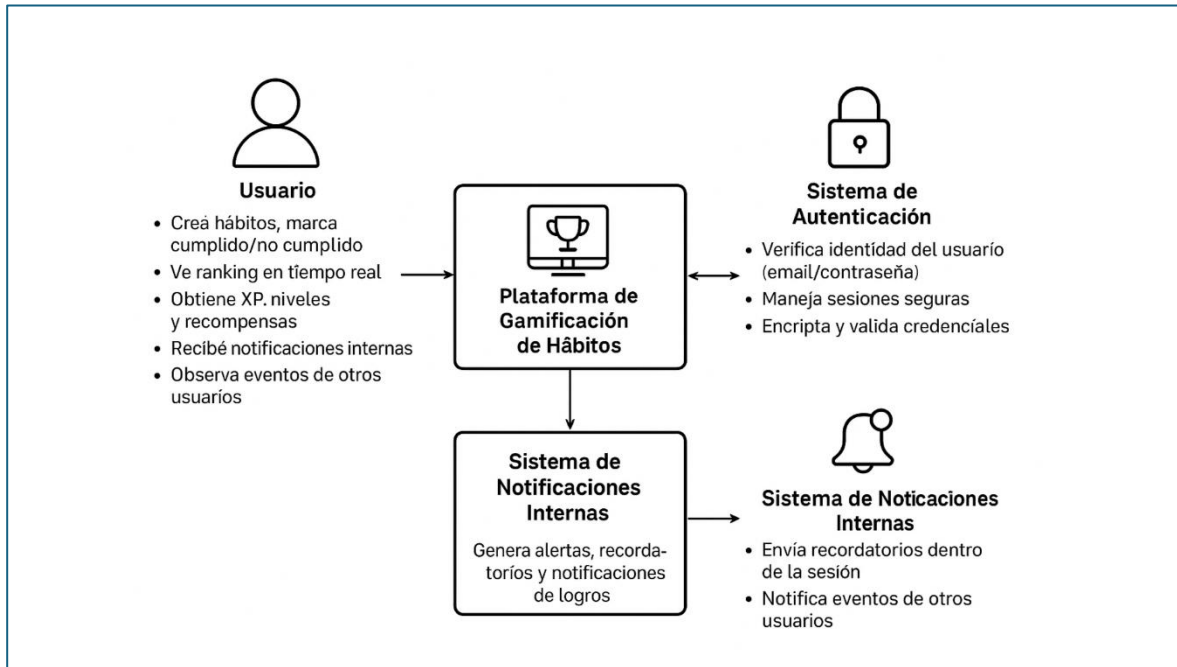 Usuario
• Creá hábitos, marca
cumplido/no cumplido
• Ve ranking en tîempo real
• Obtiene XP. niveles
y recompensas
• Recibé notificaciones internas
• Observa eventos de otros
usuaríos
Plataforma de
Gamificación
de Hâbitos
Sistema de
Autenticación
• Verifica identídad del usuarío
(email/contraseña)
• Maneja sesiones seguras
• Encripta y valida credencíales
Sistema de
Notificaciones
Internas
Genera alertas, recorda-
toríos y notificaciones
de logros
Sistema de Noticaciones
Internas
• Envía recordatorios dentro
de la sesión
• Notifica eventos de otros
usuarios